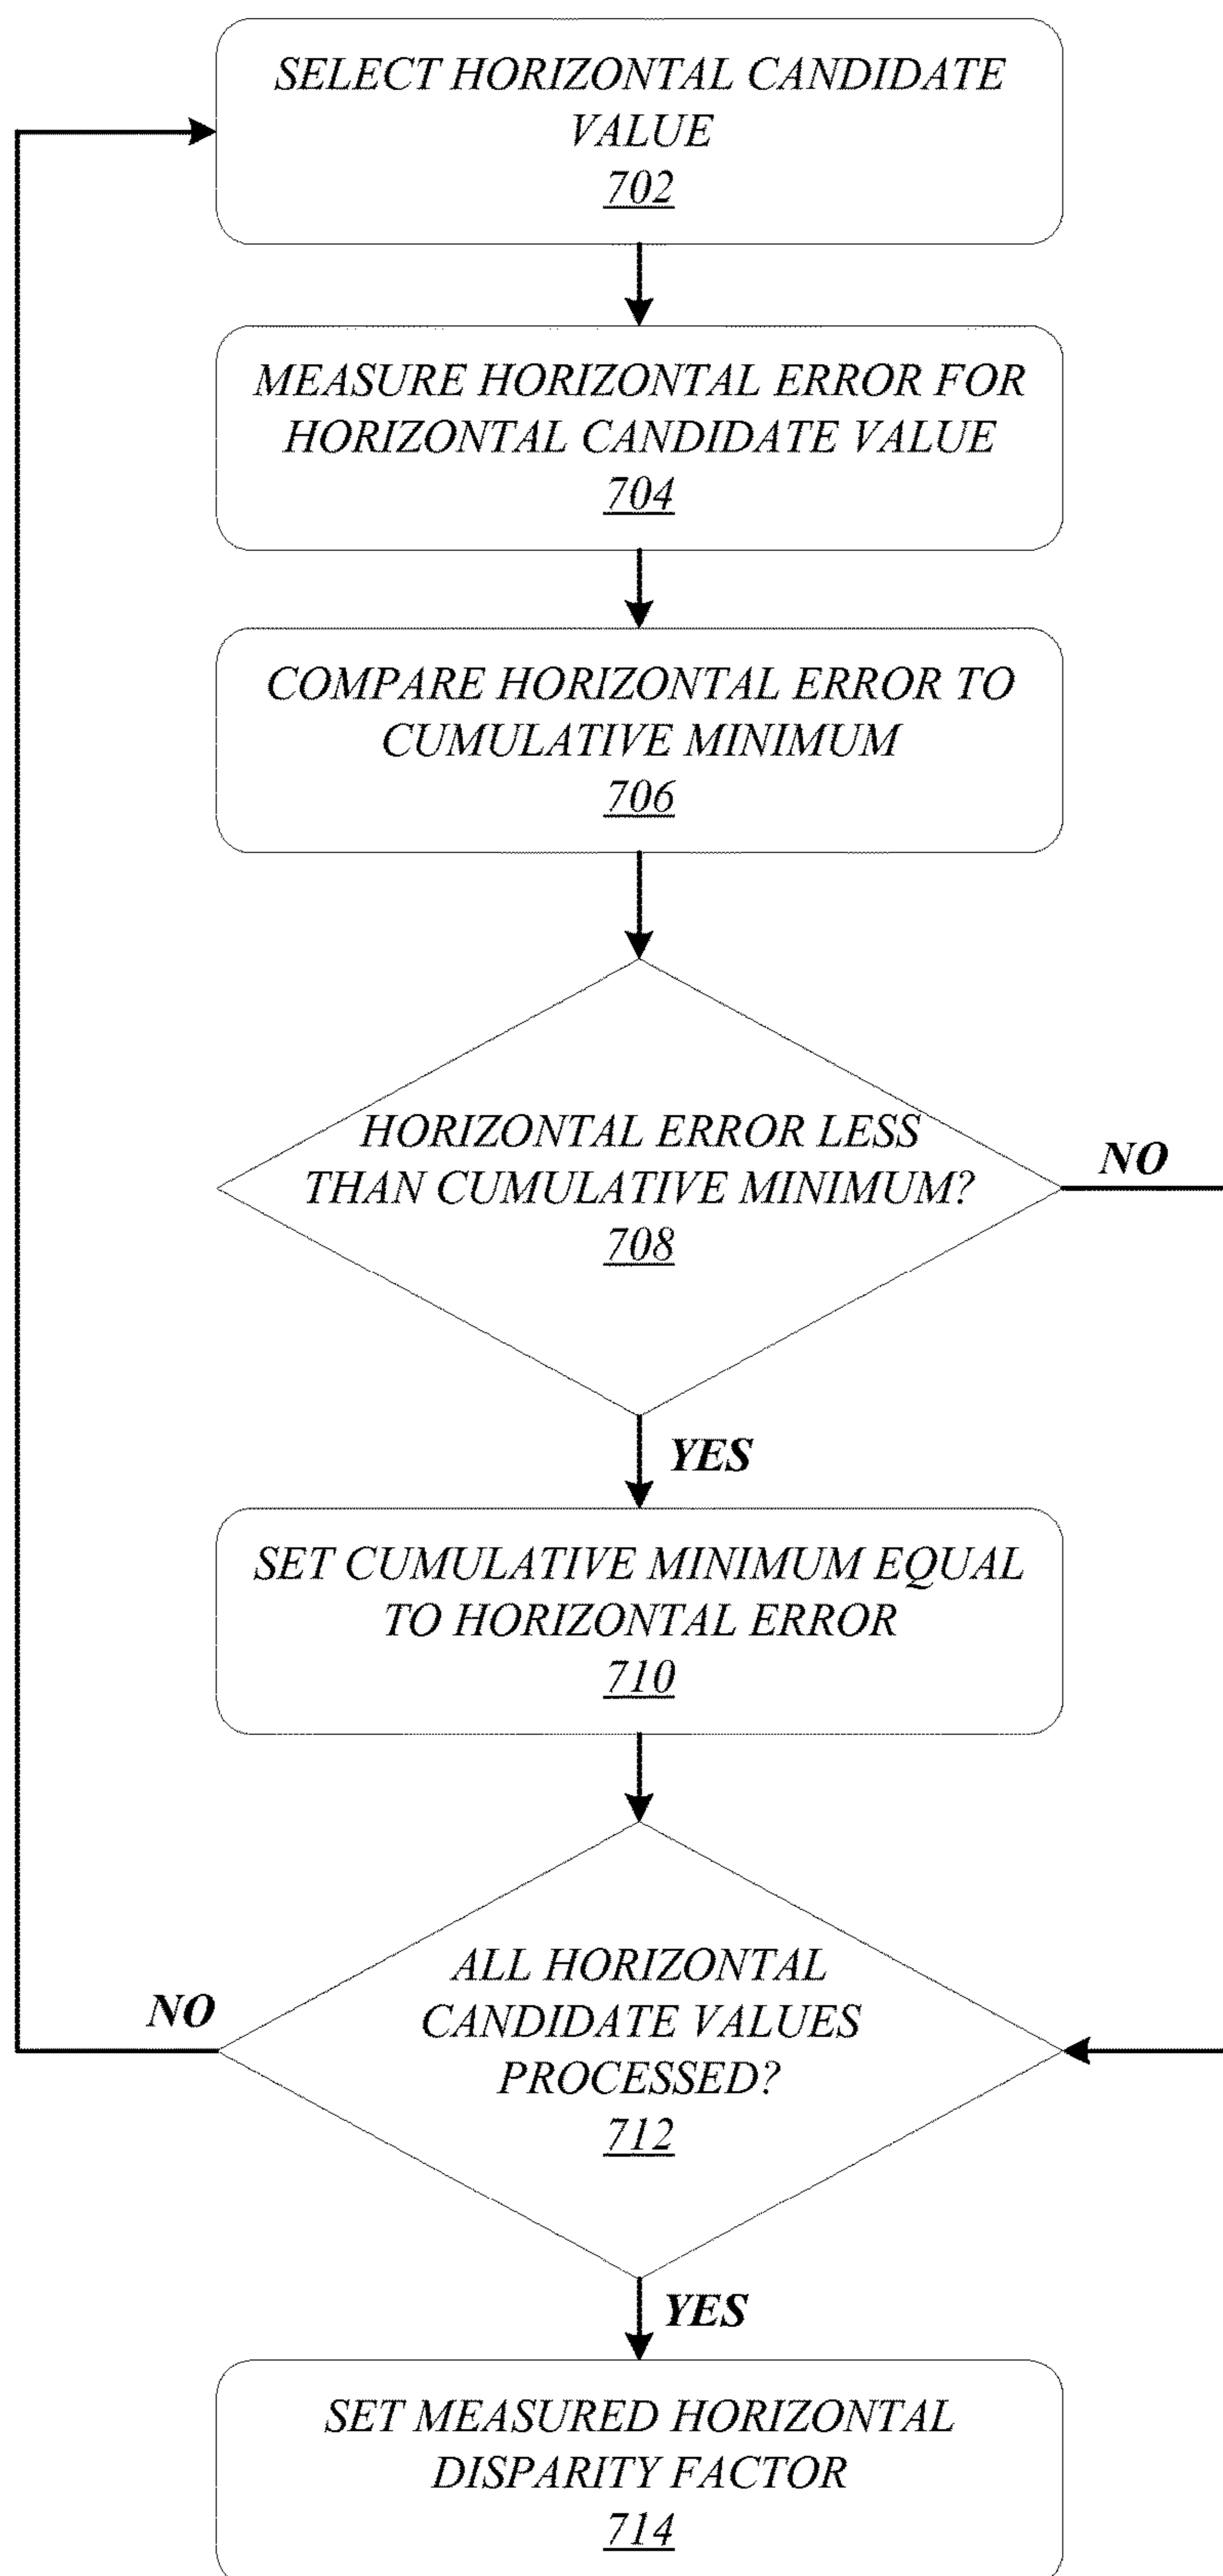 SELECT HORIZONTAL CANDIDATE
VALUE
702
MEASURE HORIZONTAL ERROR FOR
HORIZONTAL CANDIDATE VALUE
704
COMPARE HORIZONTAL ERROR TO
CUMULATIVE MINIMUM
706
HORIZONTAL ERROR LESS
THAN CUMULATIVE MINIMUM?
708
NO
YES
SET CUMULATIVE MINIMUM EQUAL
TO HORIZONTAL ERROR
710
ALL HORIZONTAL
CANDIDATE VALUES
PROCESSED?
712
NO
YES
SET MEASURED HORIZONTAL
DISPARITY FACTOR
714